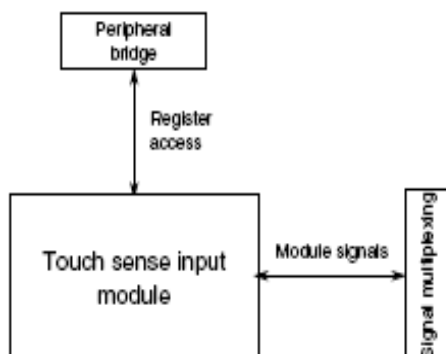 Peripheral
bridge
Register
access
Touch sense input
module
Module signals
Signal multiplexing